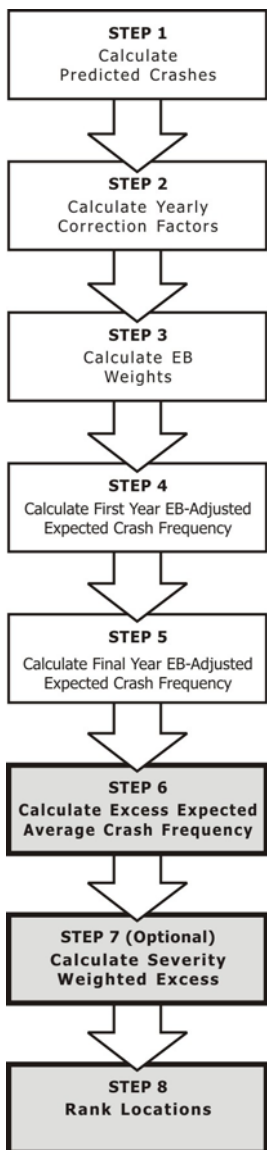 STEP 1
Calculate
Predicted Crashes
STEP 2
Calculate Yearly
Correction Factors
STEP 3
Calculate EB
Weights
STEP 4
Calculate First Year EB-Adjusted
Expected Crash Frequency
STEP 5
Calculate Final Year EB-Adjusted
Expected Crash Frequency
STEP 6
Calculate Excess Expected
Average Crash Frequency
STEP 7 (Optional)
Calculate Severity
Weighted Excess
STEP 8
Rank Locations